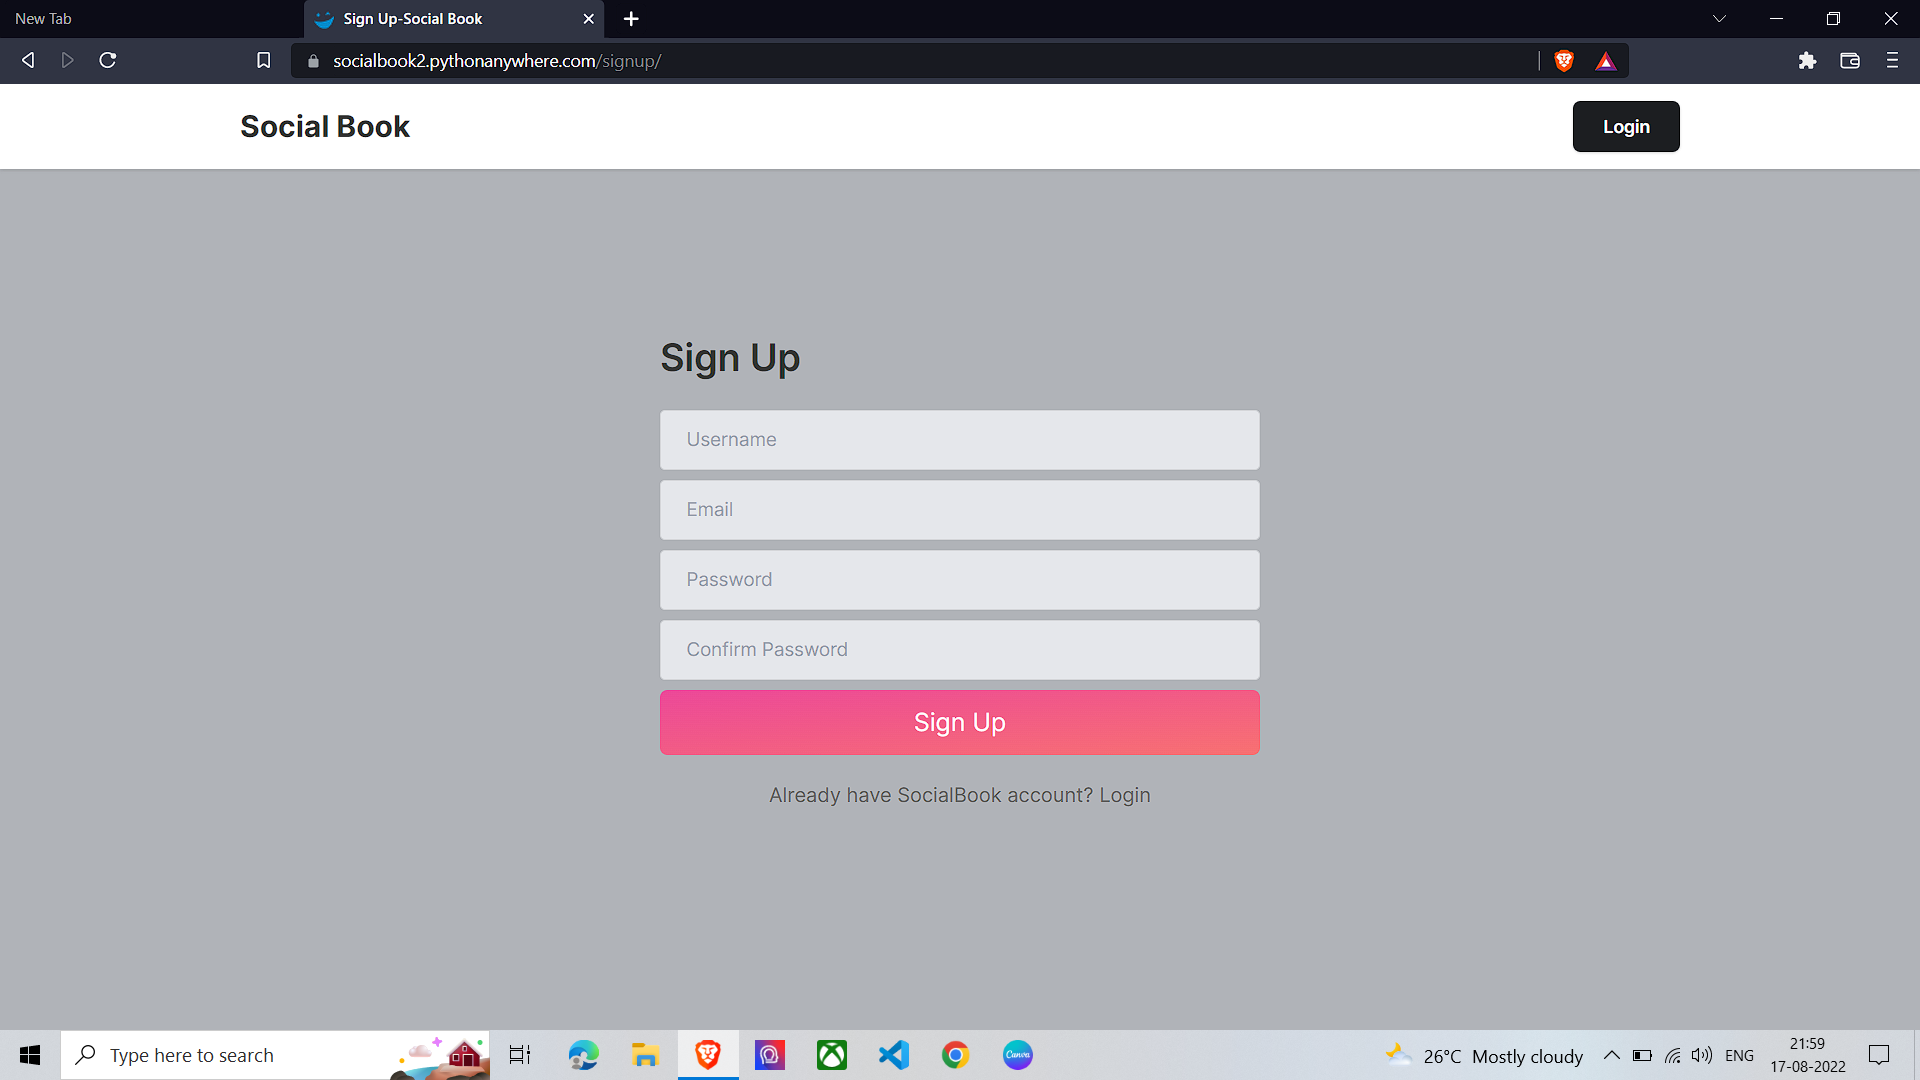 New Tab
Sign Up-Social Book
socialbook2.pythonanywhere.com/signup/
Social Book
Login
Sign Up
Username
Email
Password
Confirm Password
Sign Up
Already have SocialBook account? Login
Type here to search
Canva
26°C Mostly cloudy
ENG
21:59
17-08-2022